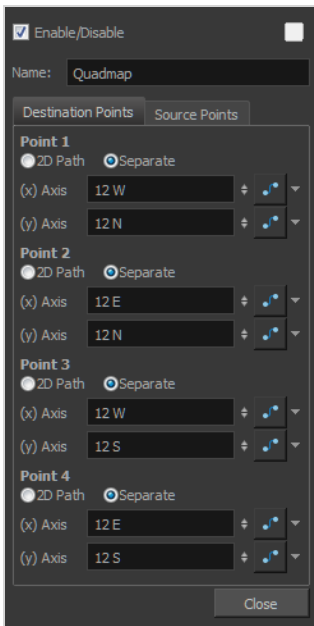 Enable/Disable
Name: Quadmap
Destination Points Source Points
Point 1
2D Path Separate
(x) Axis 12 W
(y) Axis 12 N
Point 2
2D Path Separate
(x) Axis 12 E
(y) Axis 12 N
Point 3
2D Path Separate
(x) Axis 12 W
(y) Axis 12 S
Point 4
2D Path Separate
(x) Axis 12 E
(y) Axis 12 S
Close